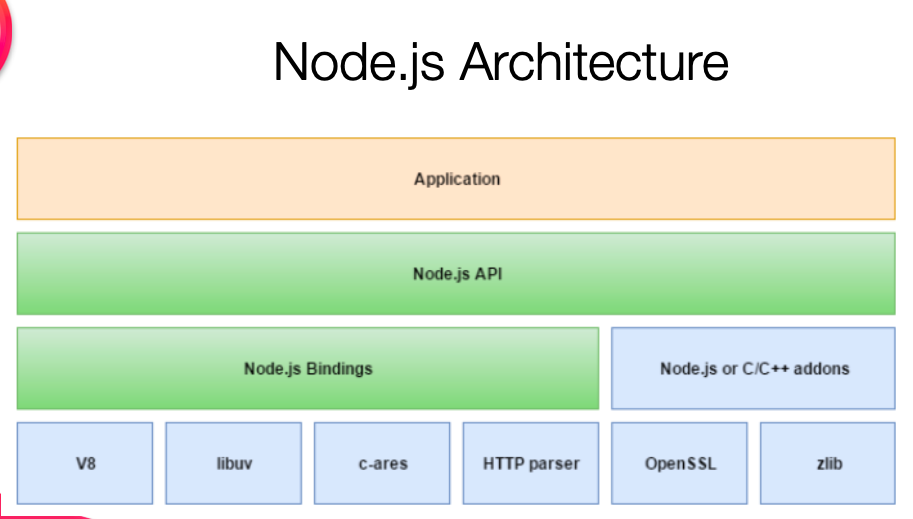 Node.js Architecture
Application
Node.js API
Node.js Bindings
Node.js or C/C++ addons
V8
libuv
c-ares
HTTP parser
OpenSSL
zlib